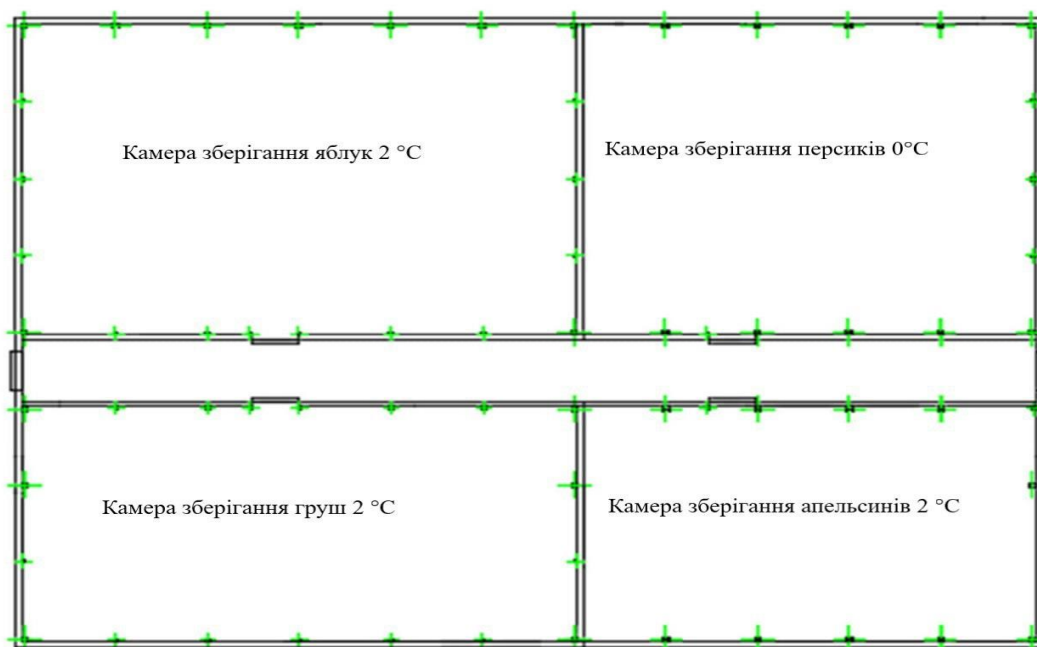 Камера зберігання яблук 2 °C
Камера зберігання персиків 0°C
Камера зберігання груш 2 °C
Камера зберігання апельсинів 2 °C